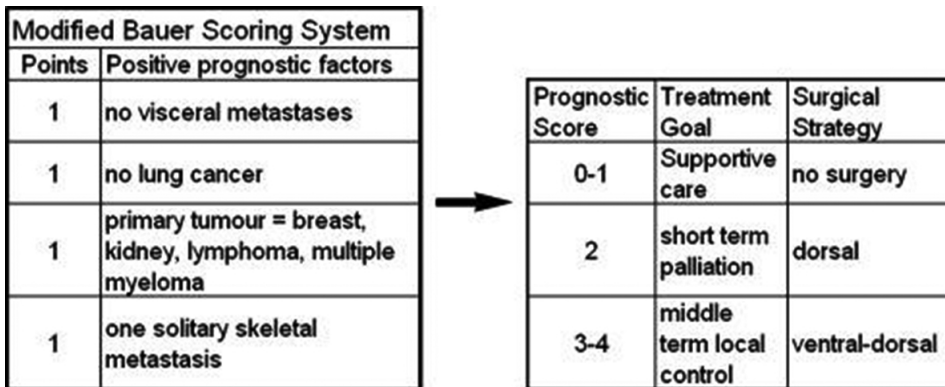 Modified Bauer Scoring System
Points Positive prognostic factors
1 no visceral metastases
1 no lung cancer
1 primary tumour = breast,
kidney, lymphoma, multiple
myeloma
1 one solitary skeletal
metastasis
Prognostic Treatment Surgical
Score Goal Strategy
0-1 Supportive
care no surgery
2 short term
palliation dorsal
3-4 middle
term local
control ventral-dorsal